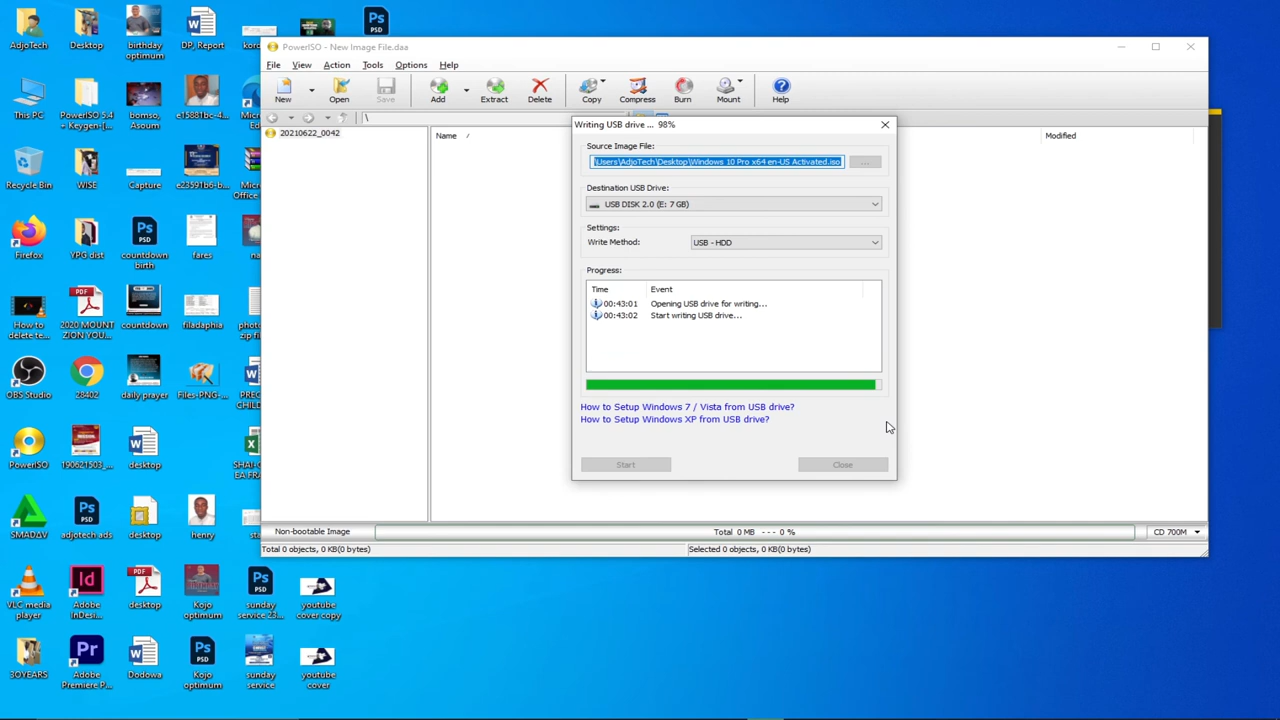 AdjoTech
Desktop
birthday
optimum
DP, Report
PSD
PowerISO - New Image File.daa
File View Action Tools Options Help
New
Open
Save
Add
Extract
Delete
Copy
Compress
Burn
Mount
Help
\
20210622_0042
Name
Modified
Writing USB drive ... 98%
Source Image File:
\Users\AdjoTech\Desktop\Windows 10 Pro x64 en-US Activated.iso
...
Destination USB Drive:
USB DISK 2.0 (E: 7 GB)
Settings:
Write Method:
USB - HDD
Progress:
Time Event
00:43:01 Opening USB drive for writing...
00:43:02 Start writing USB drive...
How to Setup Windows 7 / Vista from USB drive?
How to Setup Windows XP from USB drive?
Start
Close
Non-bootable Image
Total 0 MB --- 0 %
CD 700M
Total 0 objects, 0 KB(0 bytes)
Selected 0 objects, 0 KB(0 bytes)
This PC
PowerISO 5.4
+ Keygen-[...
bomso,
Asoum
e15881bc-4...
Recycle Bin
WISE
Capture
e23591b6-b...
Firefox
YPG dist
countdown
birth
fares
How to
delete te...
2020 MOUNT
ZION YOU...
countdown
filadaphia
OBS Studio
28402
daily prayer
Files-PNG-...
PowerISO
190621503_...
desktop
SMADΔV
adjotech ads
desktop
henry
VLC media
player
Adobe
InDesi...
desktop
Kojo
optimum
sunday
service 23...
youtube
cover copy
3OYEARS
Adobe
Premiere P...
Dodowa
Kojo
optimum
sunday
service
youtube
cover